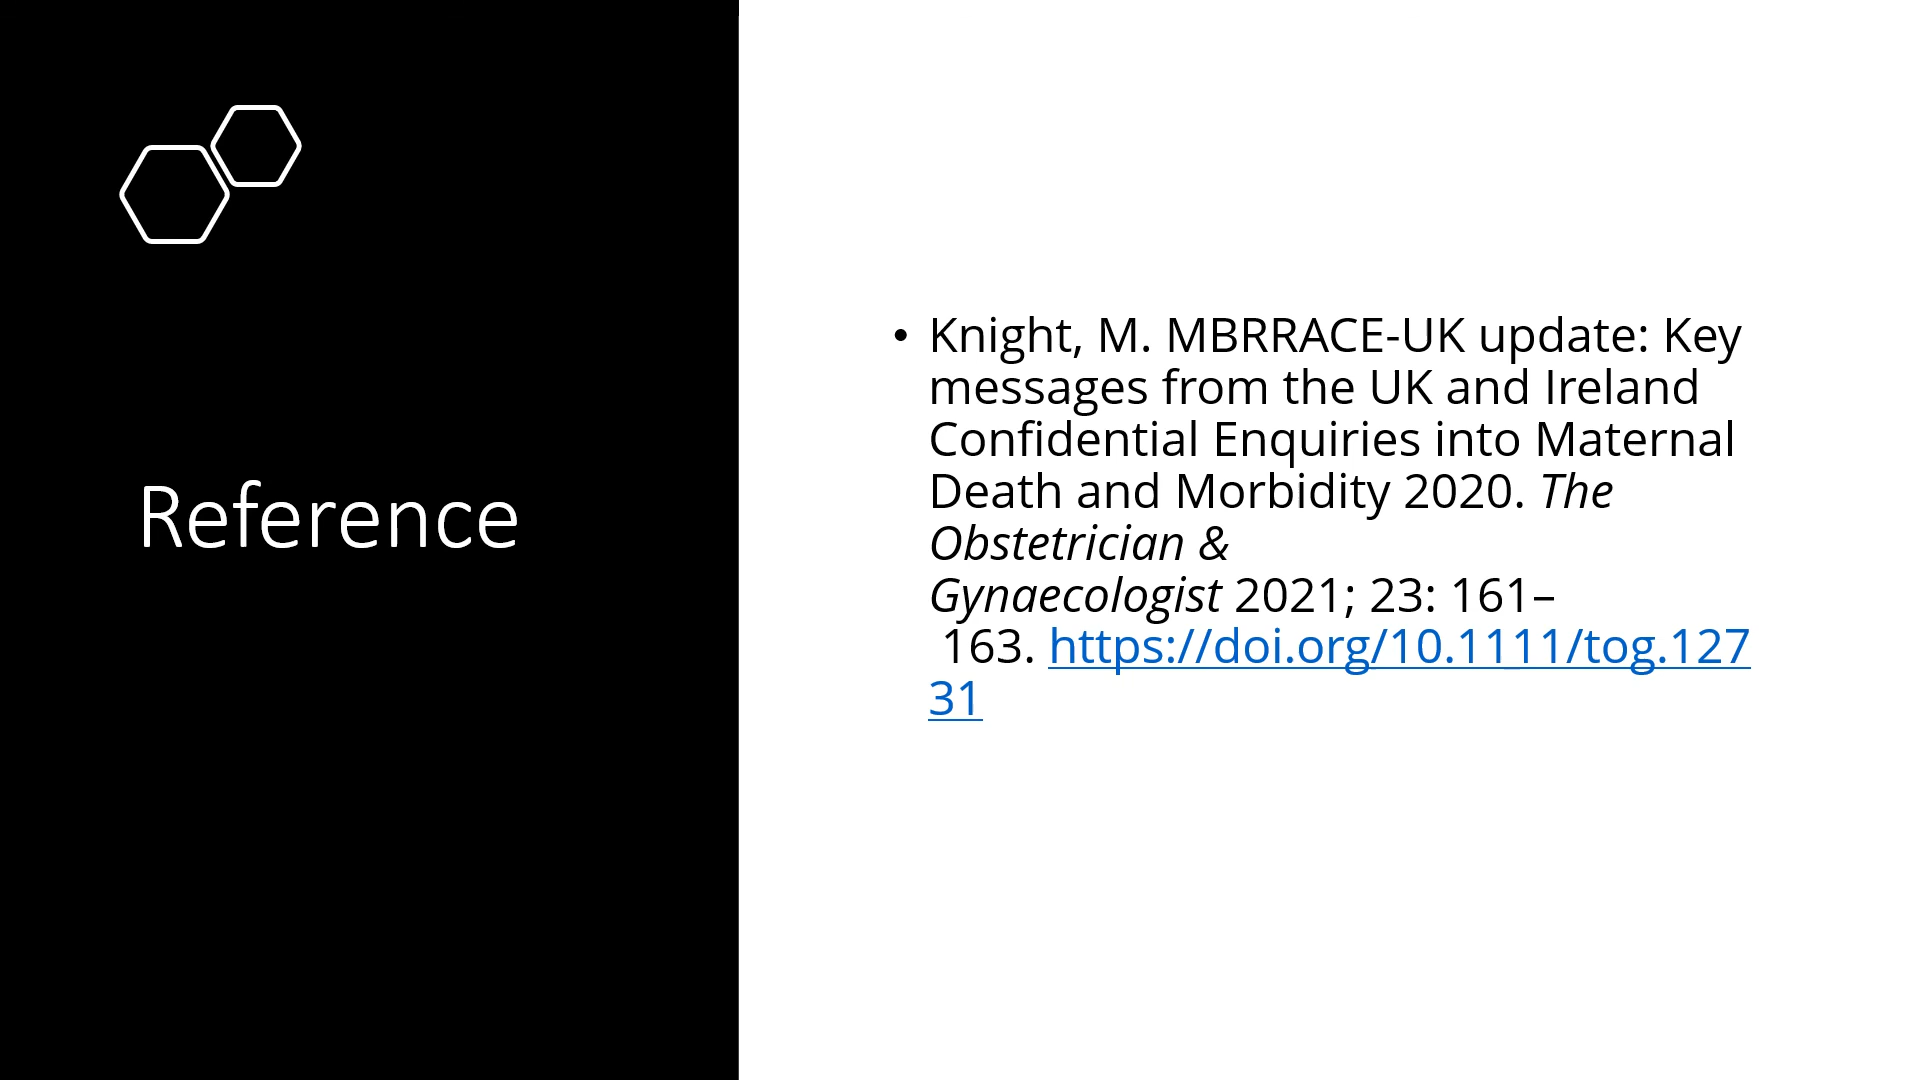 Reference
• Knight, M. MBRRACE-UK update: Key
messages from the UK and Ireland
Confidential Enquiries into Maternal
Death and Morbidity 2020. The
Obstetrician &
Gynaecologist 2021; 23: 161–
163. https://doi.org/10.1111/tog.127
31